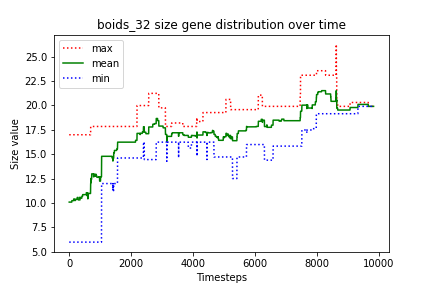 boids_32 size gene distribution over time
max
mean
min
Size value
25.0
22.5
20.0
17.5
15.0
12.5
10.0
7.5
5.0
0
2000
4000
6000
8000
10000
Timesteps